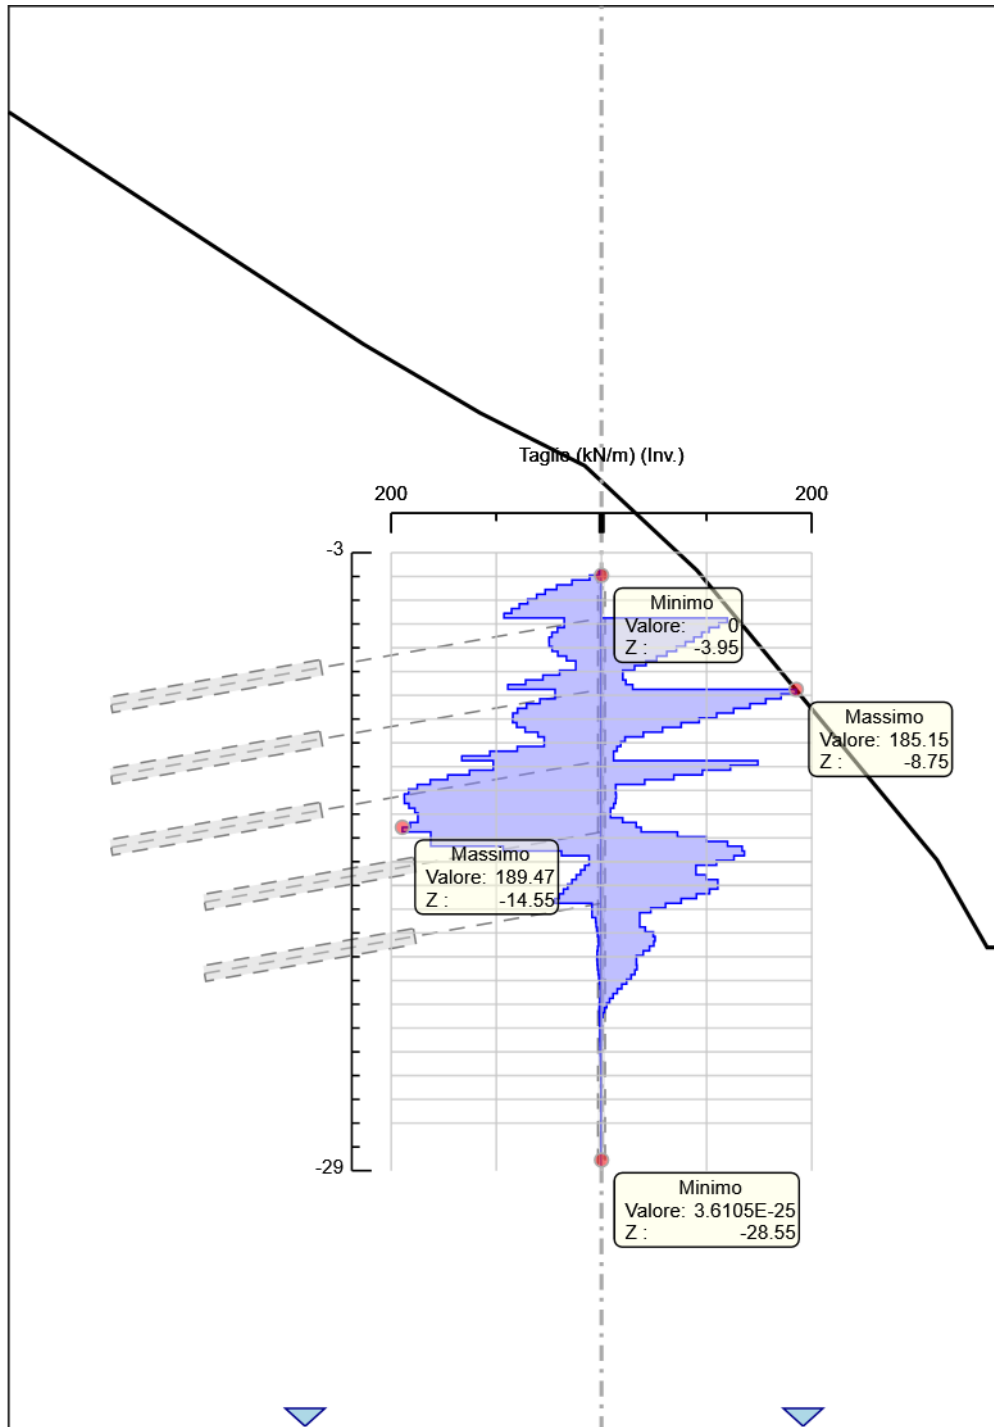 Taglio (kN/m) (Inv.)
200 200
-3
Minimo
Valore: 0
Z : -3.95
Massimo
Valore: 185.15
Z : -8.75
Massimo
Valore: 189.47
Z : -14.55
-29
Minimo
Valore: 3.6105E-25
Z : -28.55